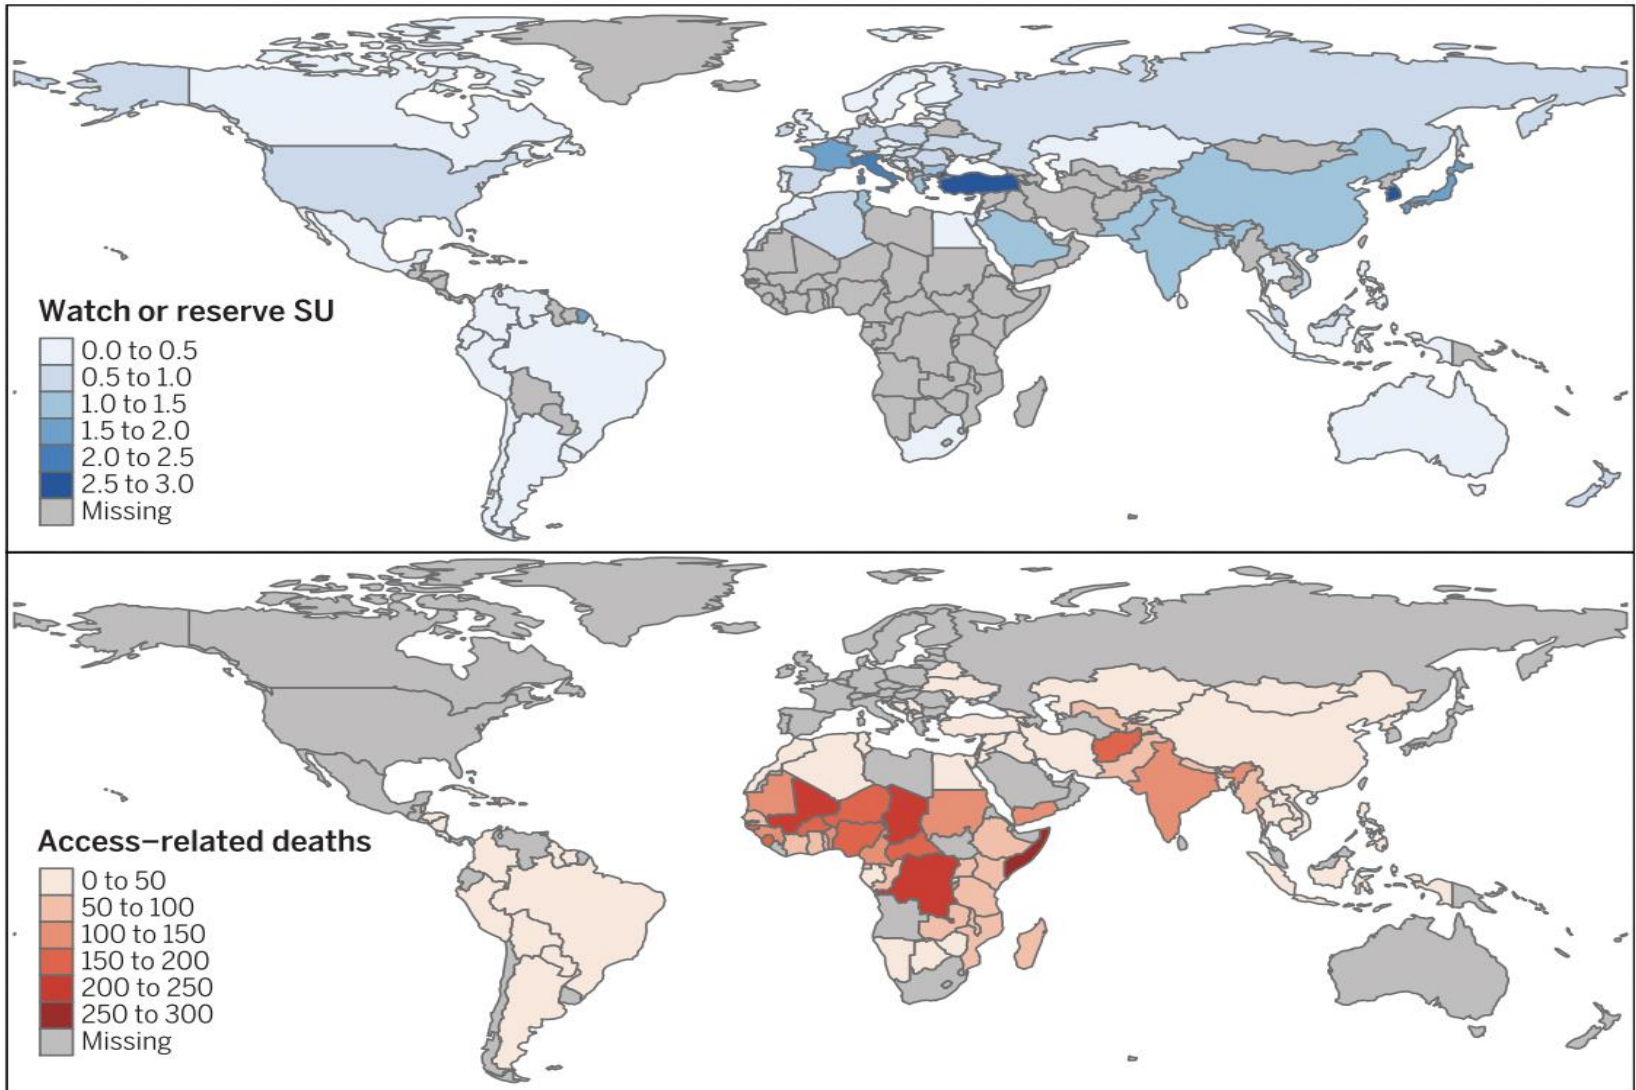 Watch or reserve SU
0.0 to 0.5
0.5 to 1.0
1.0 to 1.5
1.5 to 2.0
2.0 to 2.5
2.5 to 3.0
Missing
Access–related deaths
0 to 50
50 to 100
100 to 150
150 to 200
200 to 250
250 to 300
Missing